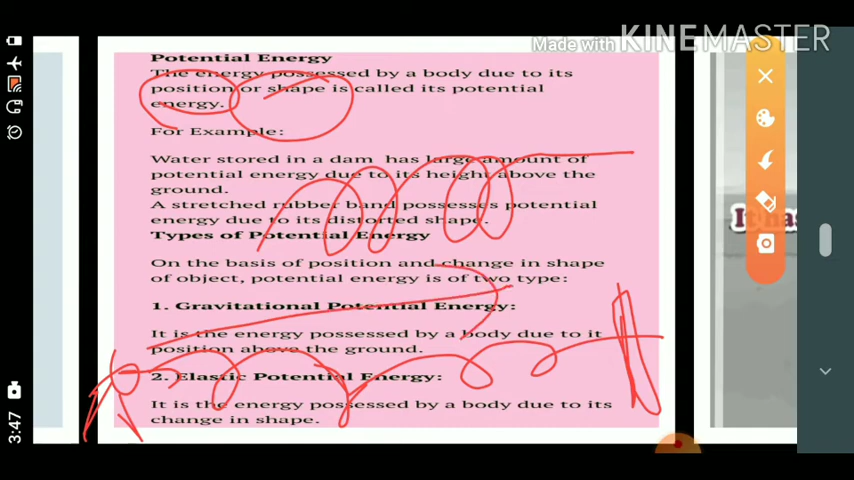 Made with KINEMASTER
Potential Energy
The energy possessed by a body due to its
position or shape is called its potential
energy.
For Example:
Water stored in a dam has large amount of
potential energy due to its height above the
ground.
A stretched rubber band possesses potential
energy due to its distorted shape.
Types of Potential Energy
On the basis of position and change in shape
of object, potential energy is of two type:
1. Gravitational Potential Energy:
It is the energy possessed by a body due to it
position above the ground.
2. Elastic Potential Energy:
It is the energy possessed by a body due to its
change in shape.
It has
3:47